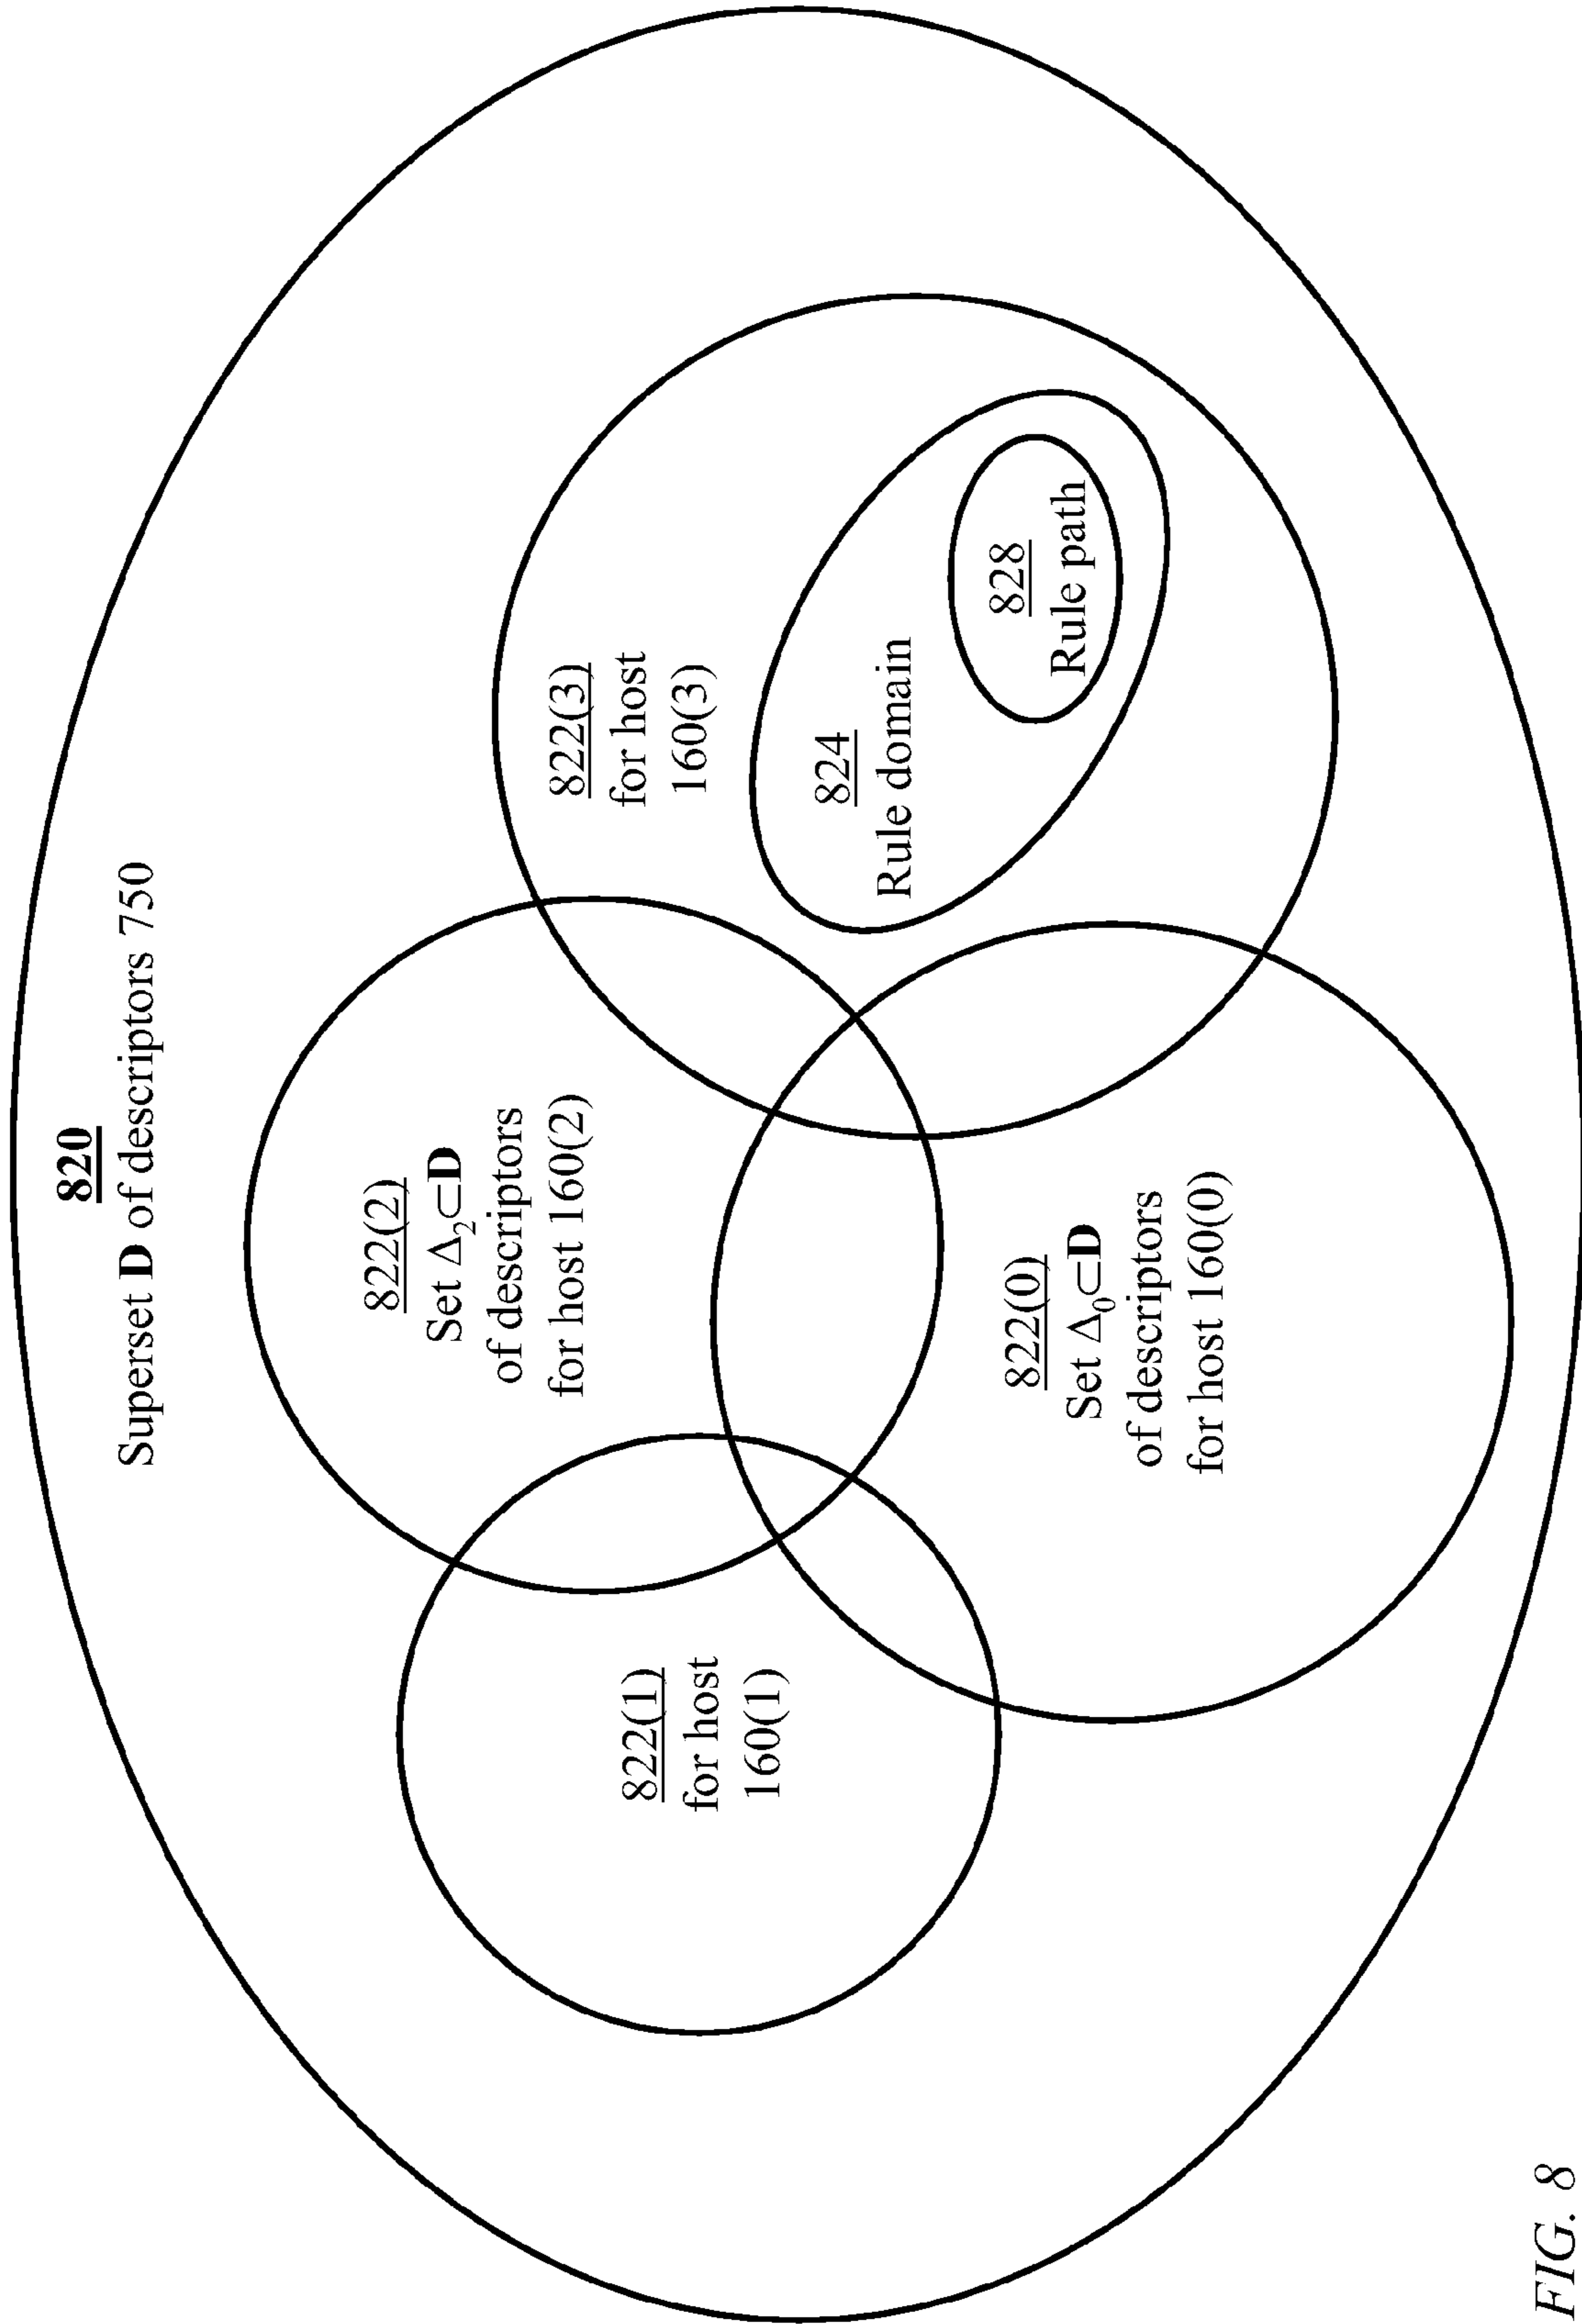 820
Superset D of descriptors 750
822(2)
Set Δ₂⊂D
of descriptors
for host 160(2)
822(3)
for host
160(3)
822(1)
for host
160(1)
824
Rule domain
828
Rule path
822(0)
Set Δ₀⊂D
of descriptors
for host 160(0)
FIG. 8